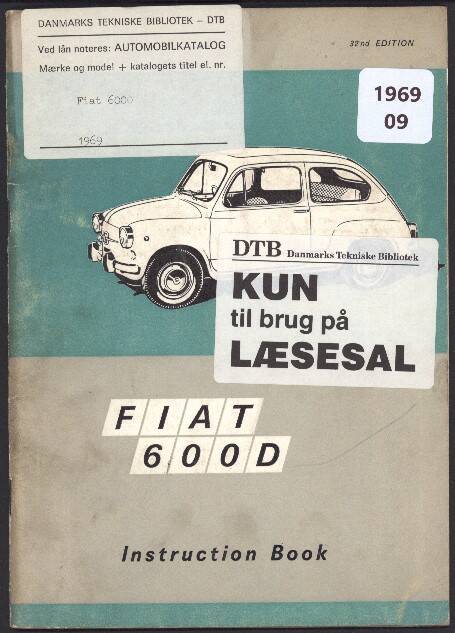 DANMARKS TEKNISKE BIBLIOTEK – DTB
Ved lån noteres: AUTOMOBILKATALOG
Mærke og model + katalogets titel el. nr.
Fiat 600D
1969
32nd EDITION
1969
09
DTB Danmarks Tekniske Bibliotek
KUN
til brug på
LÆSESAL
FIAT
600D
Instruction Book